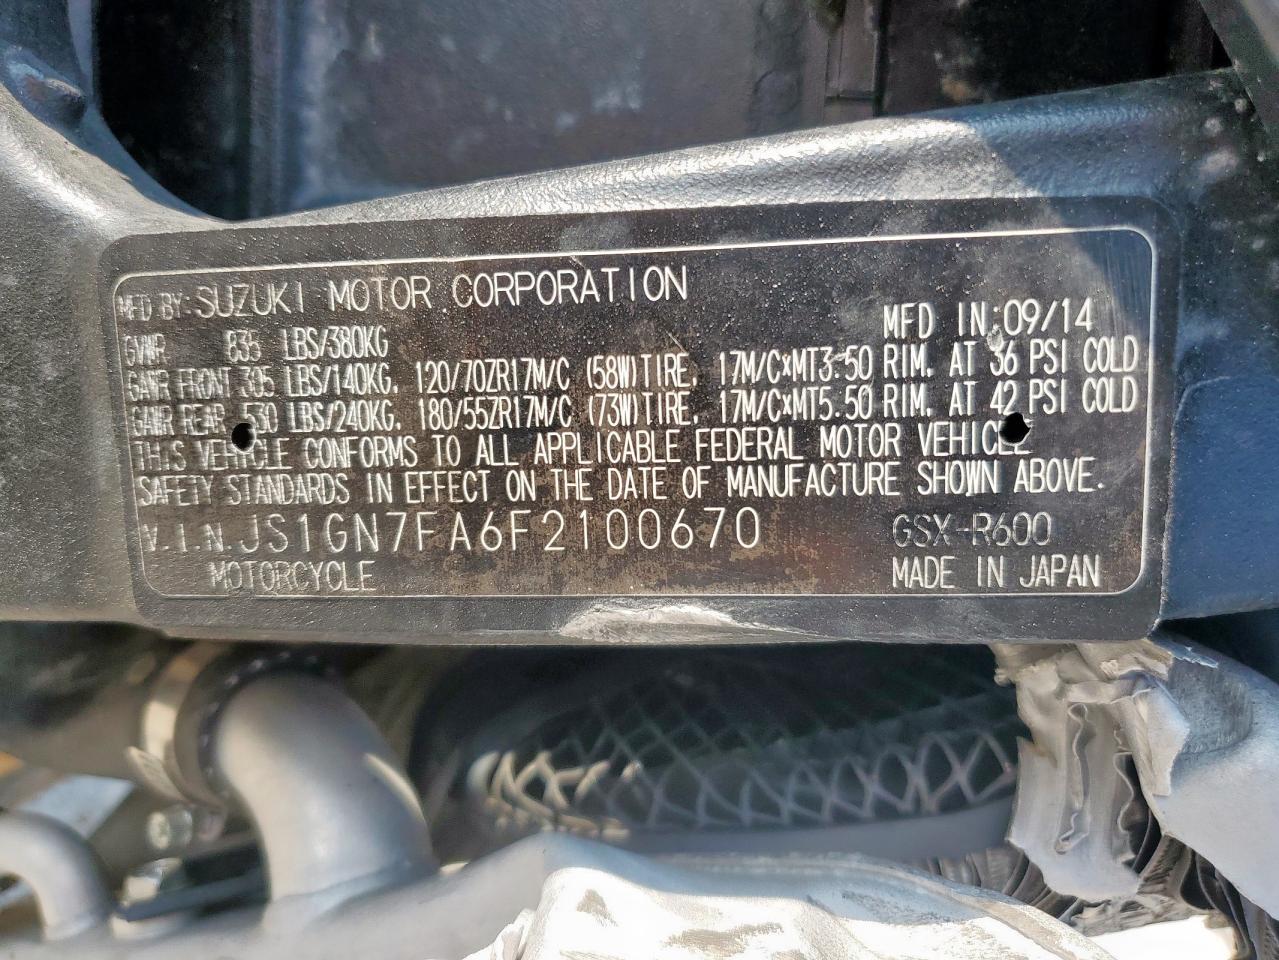 MFD BY:SUZUKI MOTOR CORPORATION
MFD IN:09/14
GVWR 835 LBS/380KG
GAWR FRONT 305 LBS/140KG, 120/70ZR17M/C (58W)TIRE, 17M/C×MT3.50 RIM, AT 36 PSI COLD
GAWR REAR 530 LBS/240KG, 180/55ZR17M/C (73W)TIRE, 17M/C×MT5.50 RIM, AT 42 PSI COLD
THIS VEHICLE CONFORMS TO ALL APPLICABLE FEDERAL MOTOR VEHICLE
SAFETY STANDARDS IN EFFECT ON THE DATE OF MANUFACTURE SHOWN ABOVE.
V.I.N.JS1GN7FA6F2100670 GSX-R600
MOTORCYCLE MADE IN JAPAN